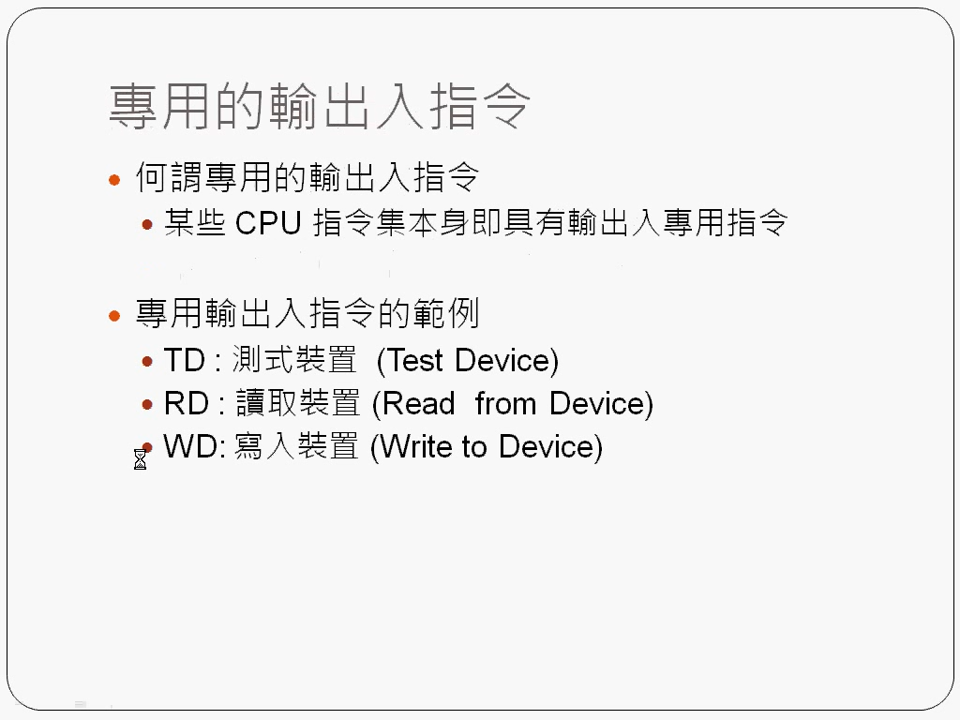 專用的輸出入指令
何謂專用的輸出入指令
某些 CPU 指令集本身即具有輸出入專用指令
專用輸出入指令的範例
TD : 測式裝置 (Test Device)
RD : 讀取裝置 (Read from Device)
WD: 寫入裝置 (Write to Device)